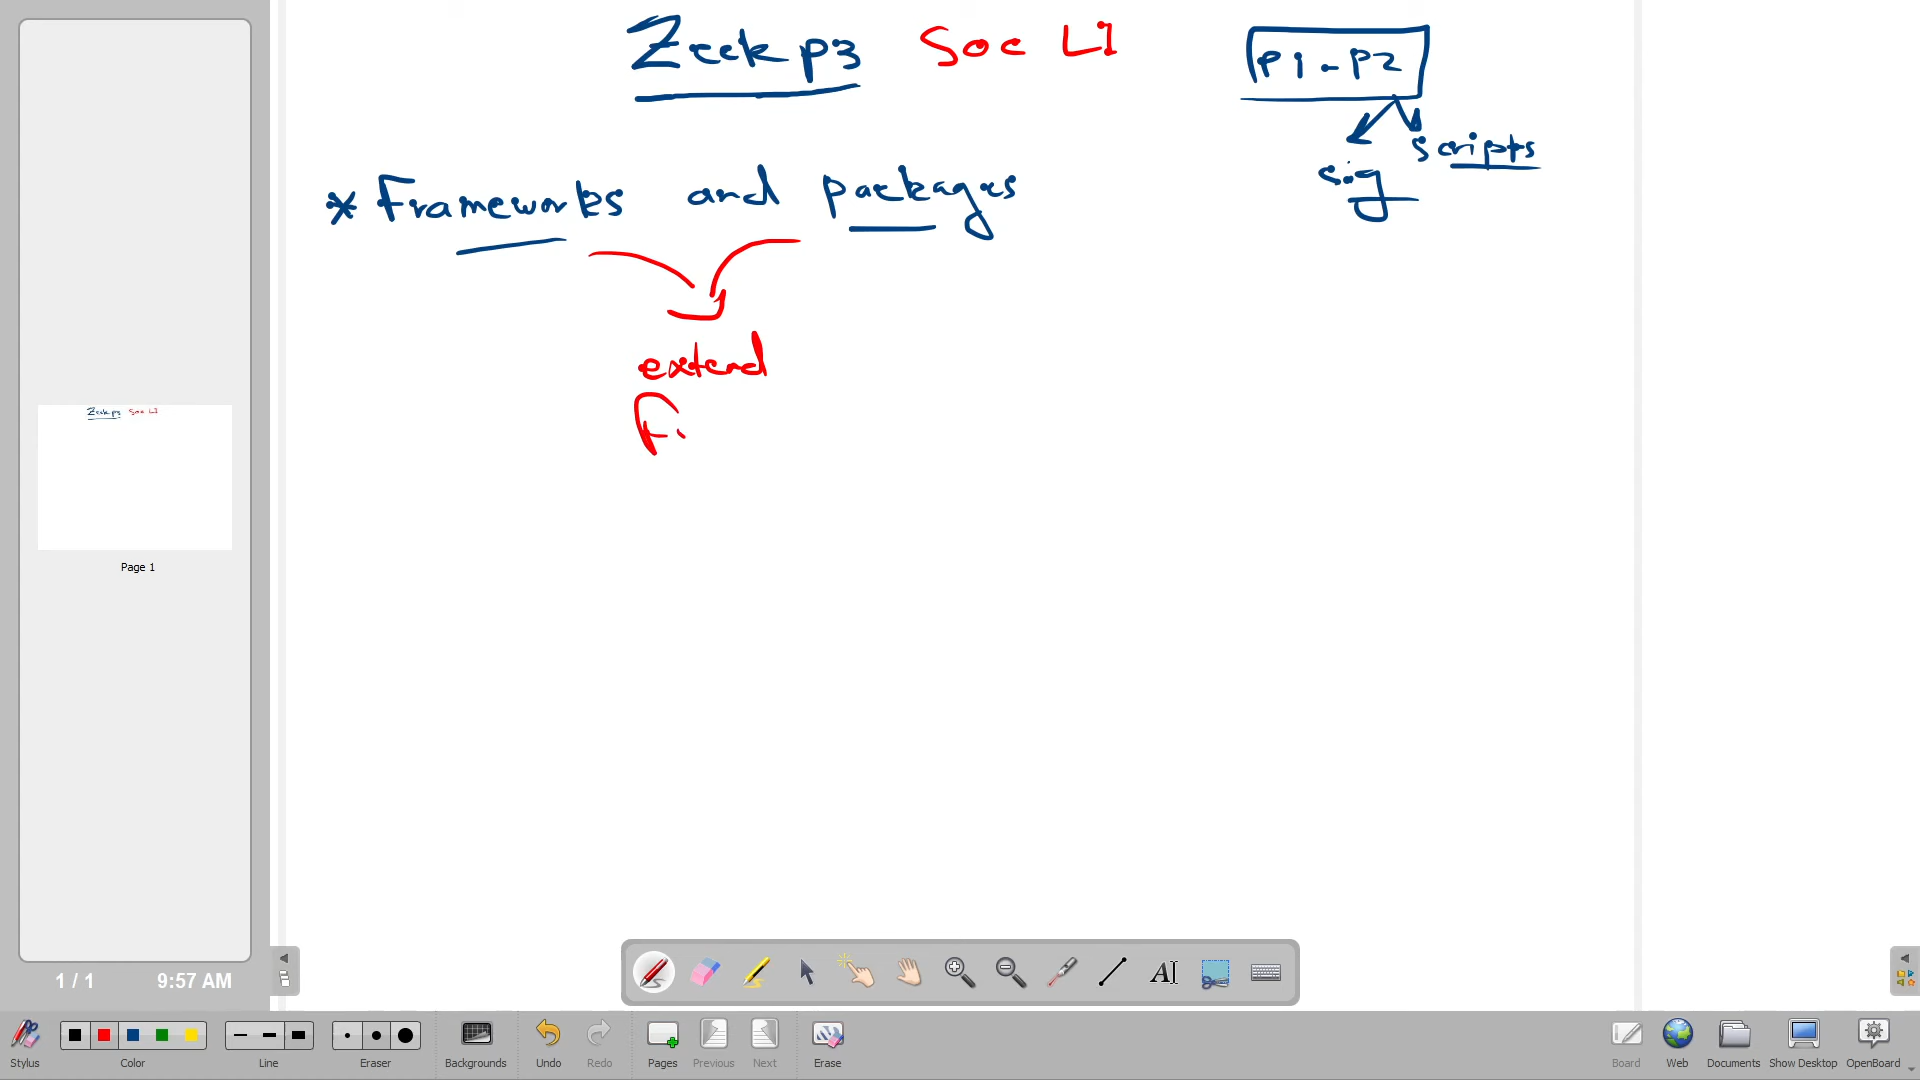 Zeek p3 Soc L1
p1-p2
scripts
sig
* Frameworks and packages
extend
Page 1
1 / 1 9:57 AM
Stylus Color Line Eraser Backgrounds Undo Redo Pages Previous Next Erase Board Web Documents Show Desktop OpenBoard